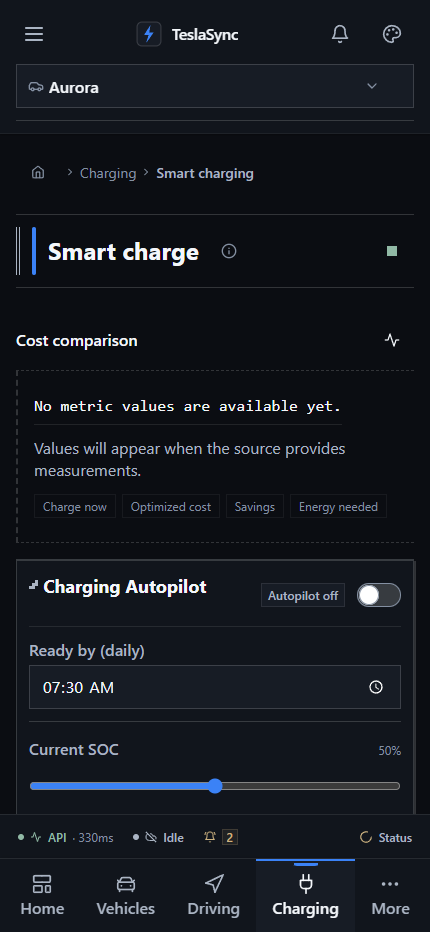 TeslaSync
Aurora
Charging
Smart charging
Smart charge
Cost comparison
No metric values are available yet.
Values will appear when the source provides
measurements.
Charge now
Optimized cost
Savings
Energy needed
Charging Autopilot
Autopilot off
Ready by (daily)
07:30 AM
Current SOC
50%
API · 330ms
Idle
2
Status
Home
Vehicles
Driving
Charging
More